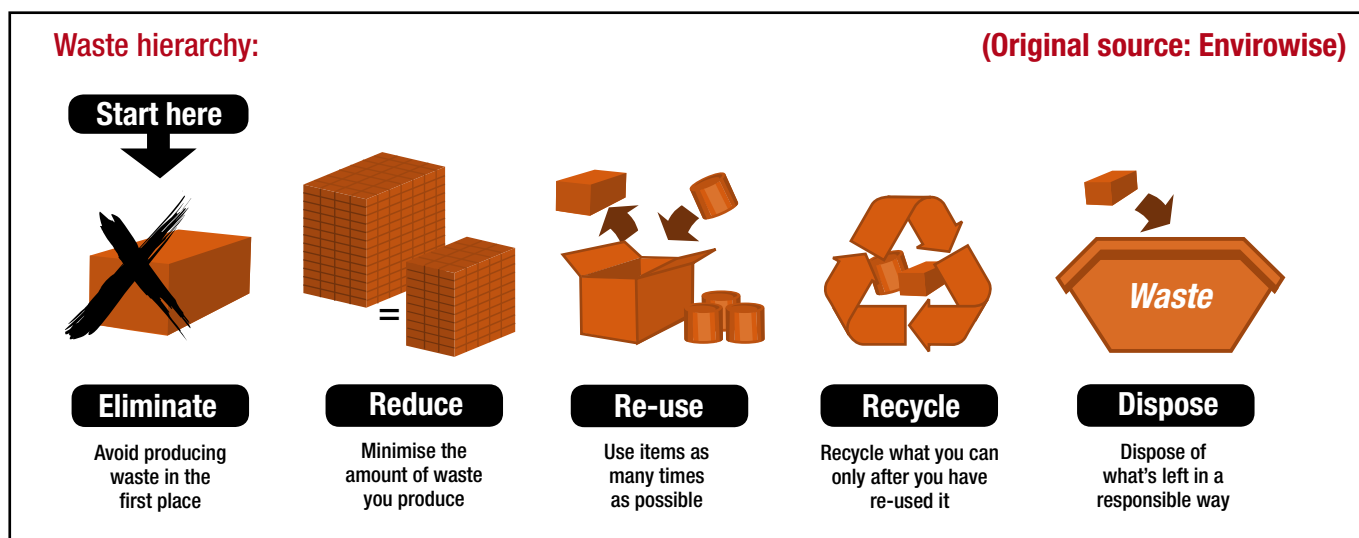 Waste hierarchy:
(Original source: Envirowise)
Start here
=
Waste
Eliminate
Avoid producing
waste in the
first place
Reduce
Minimise the
amount of waste
you produce
Re-use
Use items as
many times
as possible
Recycle
Recycle what you can
only after you have
re-used it
Dispose
Dispose of
what's left in a
responsible way